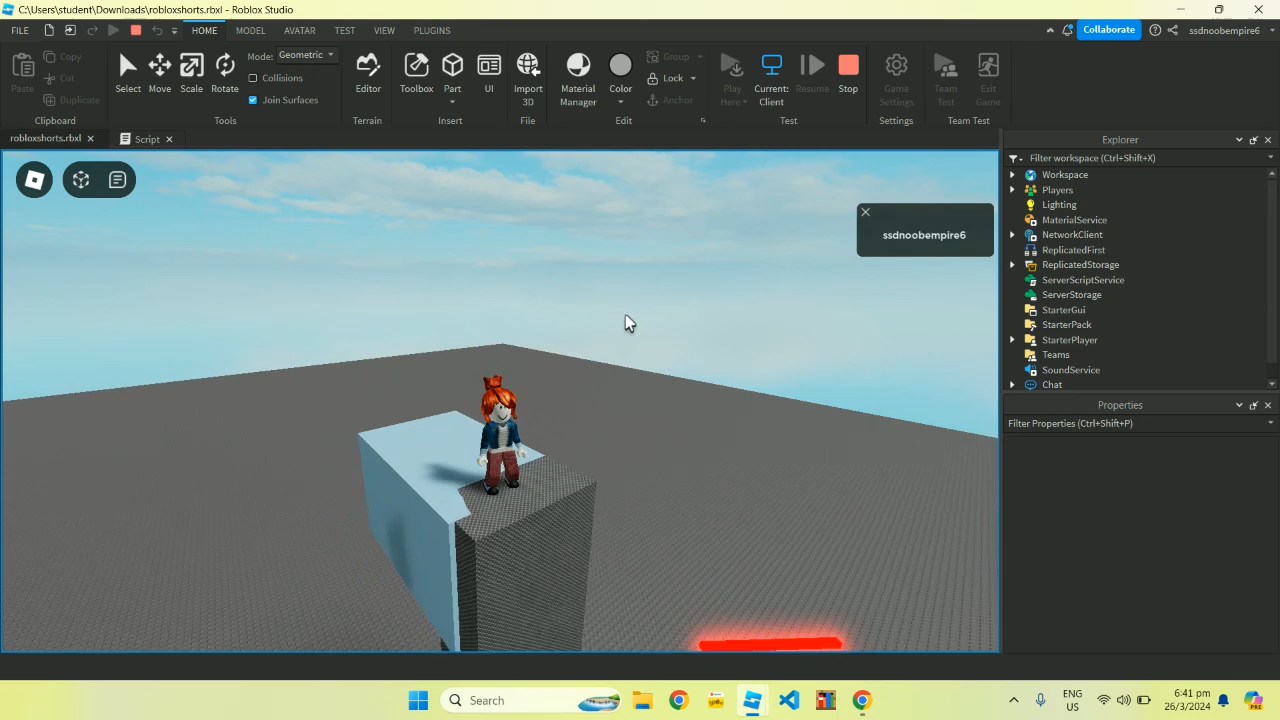 C:\Users\student\Downloads\robloxshorts.rbxl - Roblox Studio
FILE HOME MODEL AVATAR TEST VIEW PLUGINS Collaborate ssdnoobempire6
Paste Copy Cut Duplicate
Select Move Scale Rotate
Mode: Geometric
Collisions
Join Surfaces
Editor
Toolbox Part UI
Import 3D
Material Manager
Color
Group
Lock
Anchor
Play Here
Current: Client
Resume Stop
Game Settings
Team Test
Exit Game
Clipboard Tools Terrain Insert File Edit Test Settings Team Test
robloxshorts.rbxl Script
ssdnoobempire6
Explorer
Filter workspace (Ctrl+Shift+X)
Workspace
Players
Lighting
MaterialService
NetworkClient
ReplicatedFirst
ReplicatedStorage
ServerScriptService
ServerStorage
StarterGui
StarterPack
StarterPlayer
Teams
SoundService
Chat
Properties
Filter Properties (Ctrl+Shift+P)
Search
ENG
US
6:41 pm
26/3/2024
PRE